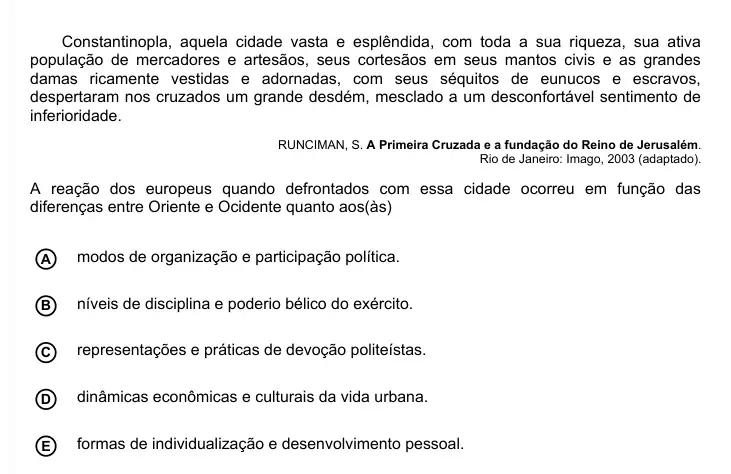 Constantinopla, aquela cidade vasta e esplêndida, com toda a sua riqueza, sua ativa
população de mercadores e artesãos, seus cortesãos em seus mantos civis e as grandes
damas ricamente vestidas e adornadas, com seus séquitos de eunucos e escravos,
despertaram nos cruzados um grande desdém, mesclado a um desconfortável sentimento de
inferioridade.
RUNCIMAN, S. A Primeira Cruzada e a fundação do Reino de Jerusalém.
Rio de Janeiro: Imago, 2003 (adaptado).
A reação dos europeus quando defrontados com essa cidade ocorreu em função das
diferenças entre Oriente e Ocidente quanto aos(às)
A modos de organização e participação política.
B níveis de disciplina e poderio bélico do exército.
C representações e práticas de devoção politeístas.
D dinâmicas econômicas e culturais da vida urbana.
E formas de individualização e desenvolvimento pessoal.